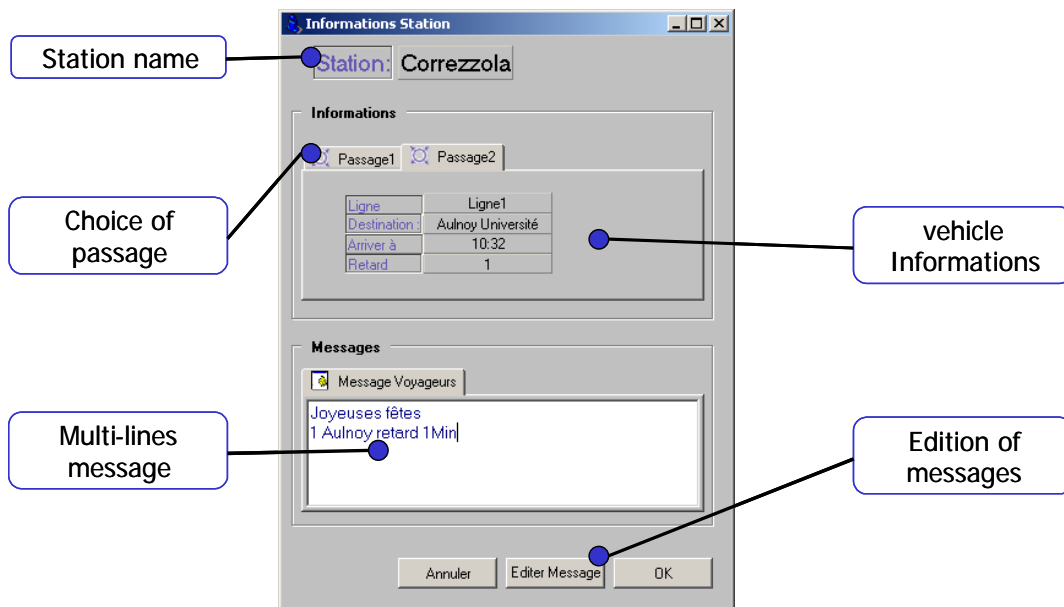 Informations Station
Station name
Station: Correzzola
Informations
Passage1 Passage2
Choice of
passage
Ligne Ligne1
Destination : Aulnoy Université
Arriver à 10:32
Retard 1
vehicle
Informations
Messages
Message Voyageurs
Joyeuses fêtes
1 Aulnoy retard 1Min
Multi-lines
message
Edition of
messages
Annuler Editer Message OK